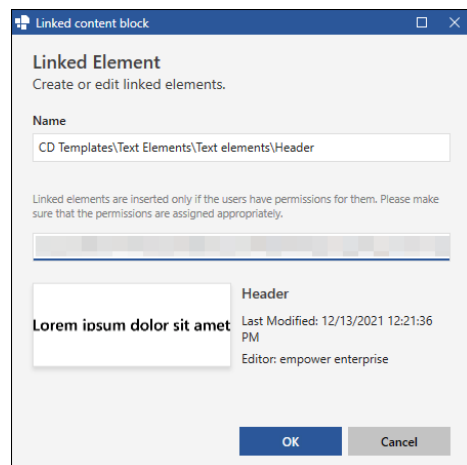 Linked content block
Linked Element
Create or edit linked elements.
Name
CD Templates\Text Elements\Text elements\Header
Linked elements are inserted only if the users have permissions for them. Please make
sure that the permissions are assigned appropriately.
Lorem ipsum dolor sit amet
Header
Last Modified: 12/13/2021 12:21:36
PM
Editor: empower enterprise
OK
Cancel